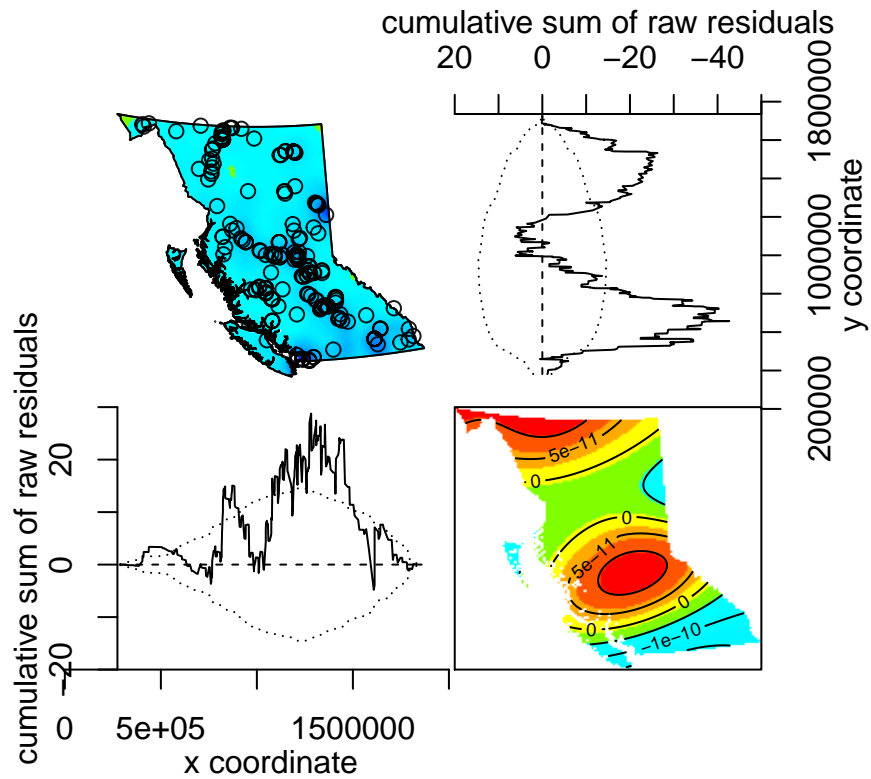 cumulative sum of raw residuals
20 0 −20 −40
200000 10000000 1800000
y coordinate
cumulative sum of raw residuals
20 0 20
0 5e+05 1500000
x coordinate
5e−11
0
0
5e−11
0
0
−1e−10